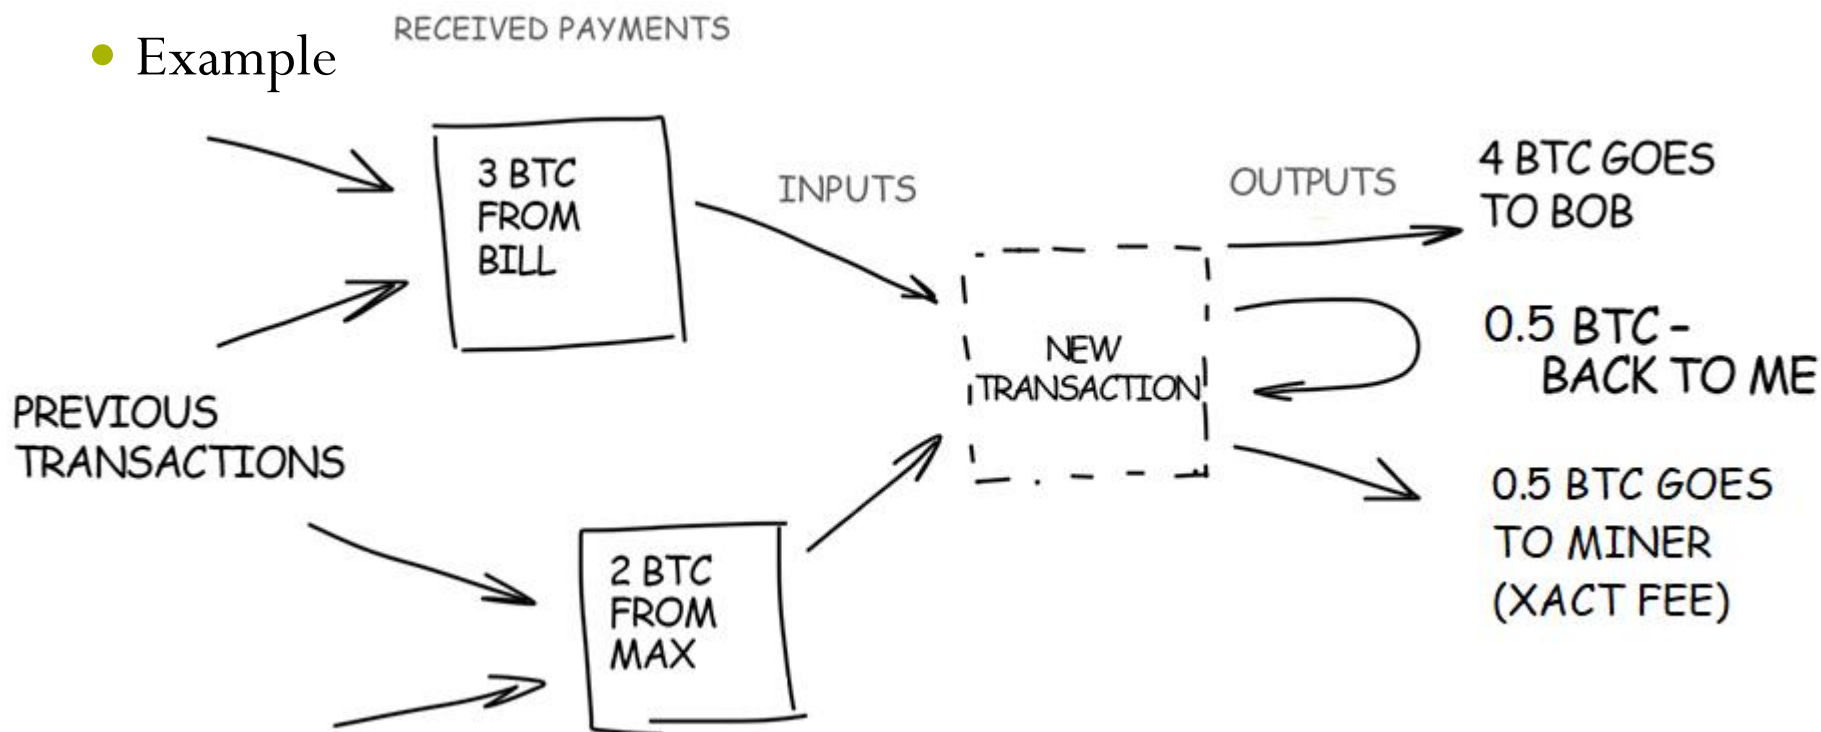 RECEIVED PAYMENTS
Example
3 BTC
FROM
BILL
INPUTS
OUTPUTS
4 BTC GOES
TO BOB
NEW
TRANSACTION
0.5 BTC -
BACK TO ME
PREVIOUS
TRANSACTIONS
2 BTC
FROM
MAX
0.5 BTC GOES
TO MINER
(XACT FEE)